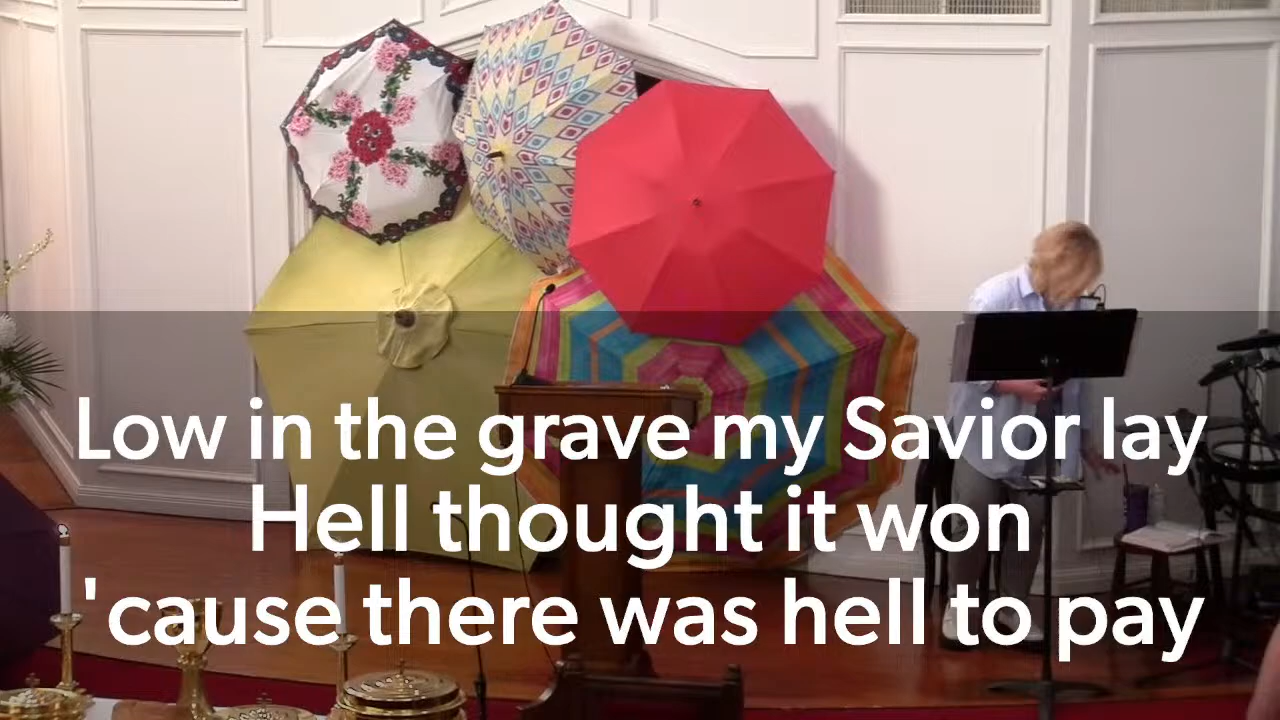 Low in the grave my Savior lay
Hell thought it won
'cause there was hell to pay